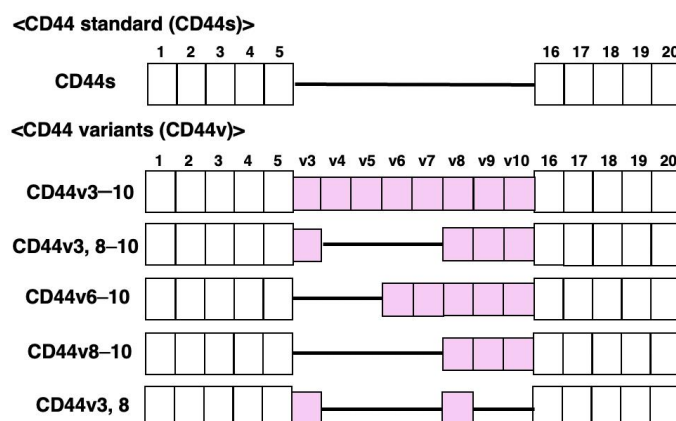 <CD44 standard (CD44s)>
1 2 3 4 5 16 17 18 19 20
CD44s
<CD44 variants (CD44v)>
1 2 3 4 5 v3 v4 v5 v6 v7 v8 v9 v10 16 17 18 19 20
CD44v3–10
CD44v3, 8–10
CD44v6–10
CD44v8–10
CD44v3, 8